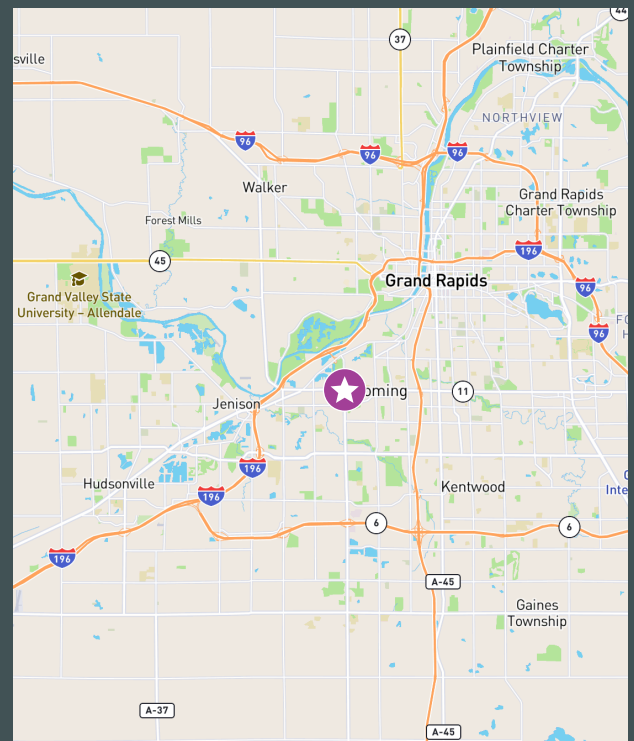 44
37
Plainfield Charter
Township
sville
NORTHVIEW
96
96
96
Walker
Grand Rapids
Charter Township
Forest Mills
45
196
Grand Rapids
Grand Valley State
University – Allendale
96
96
oming
11
Jenison
196
Hudsonville
Kentwood
196
6
6
196
A-45
Gaines
Township
A-37
A-45